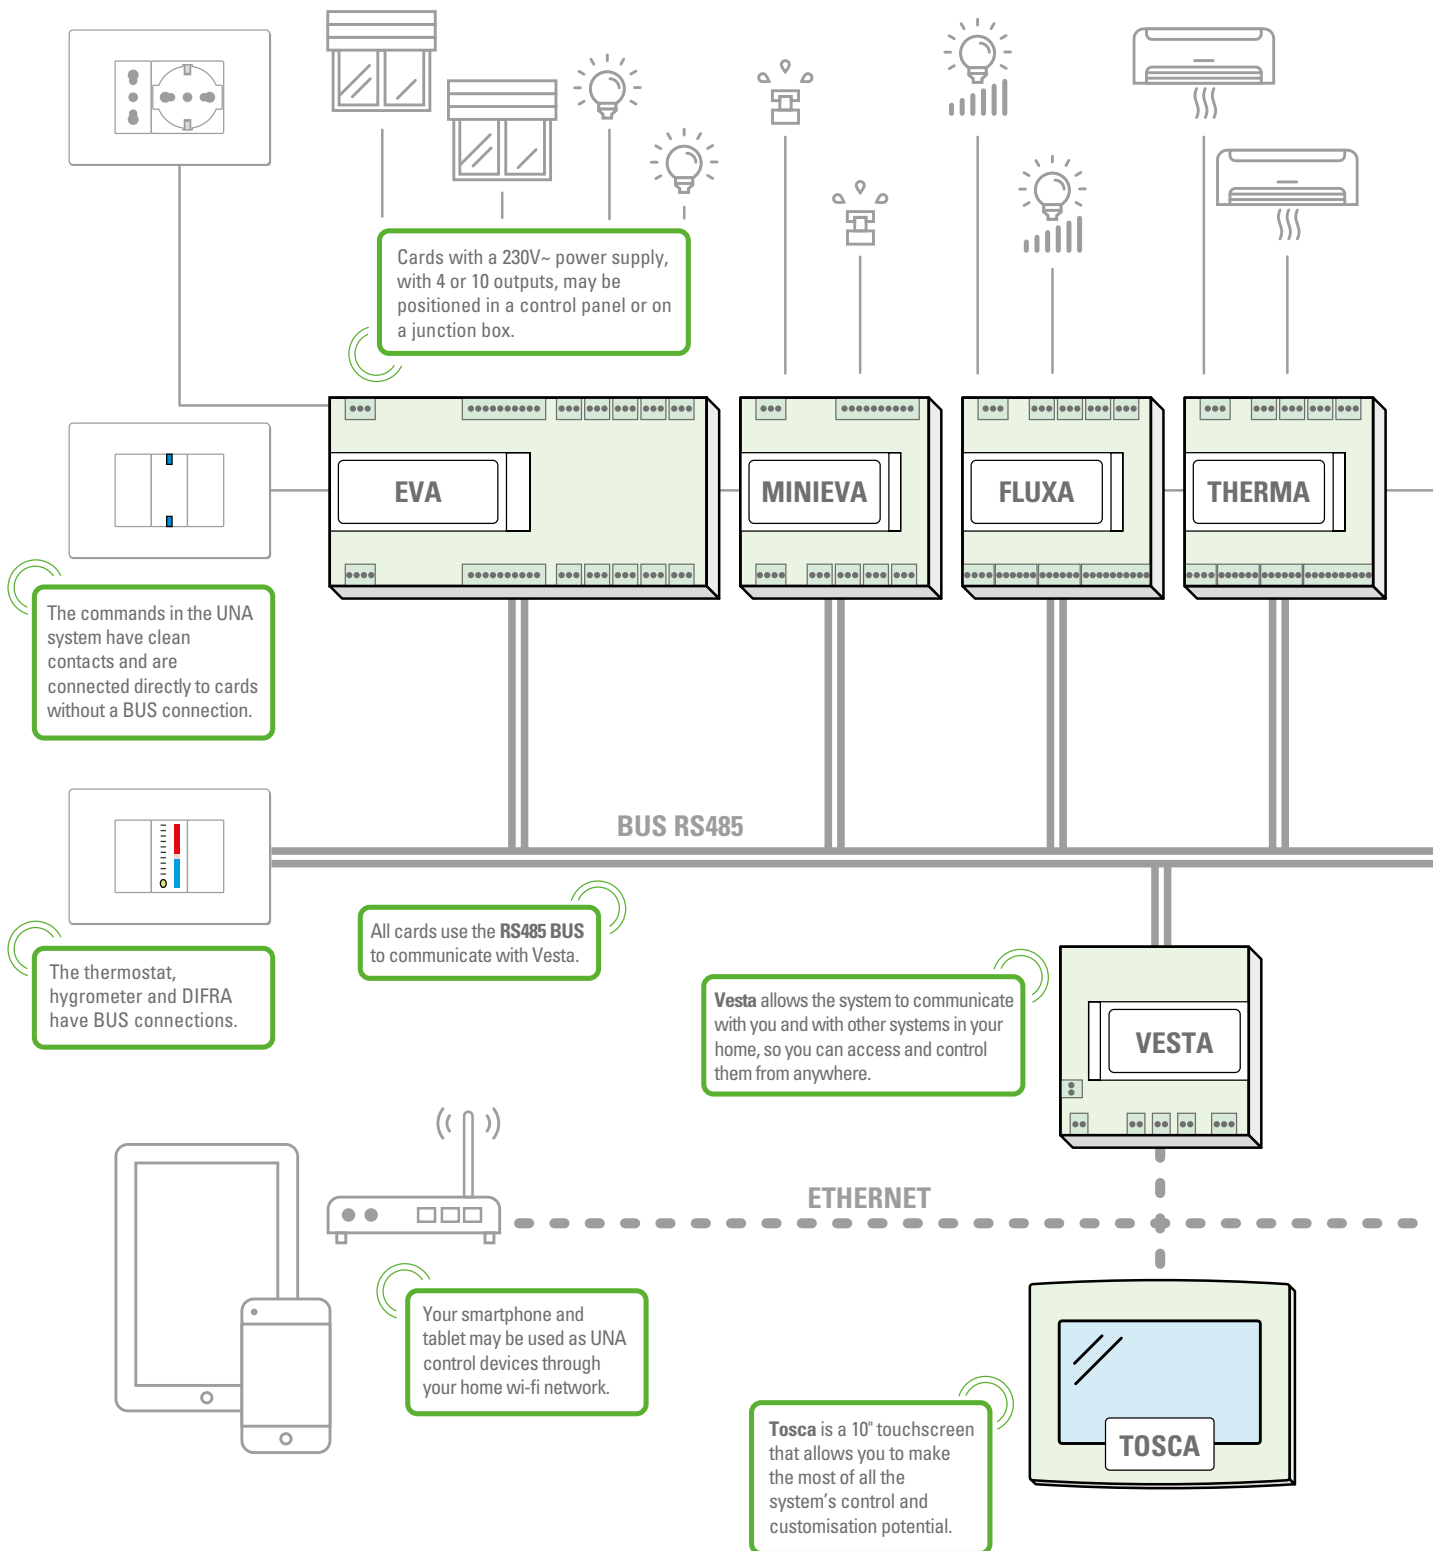 Cards with a 230V~ power supply,
with 4 or 10 outputs, may be
positioned in a control panel or on
a junction box.
EVA
MINIEVA
FLUXA
THERMA
The commands in the UNA
system have clean
contacts and are
connected directly to cards
without a BUS connection.
BUS RS485
All cards use the RS485 BUS
to communicate with Vesta.
The thermostat,
hygrometer and DIFRA
have BUS connections.
Vesta allows the system to communicate
with you and with other systems in your
home, so you can access and control
them from anywhere.
VESTA
ETHERNET
Your smartphone and
tablet may be used as UNA
control devices through
your home wi-fi network.
Tosca is a 10" touchscreen
that allows you to make
the most of all the
system's control and
customisation potential.
TOSCA